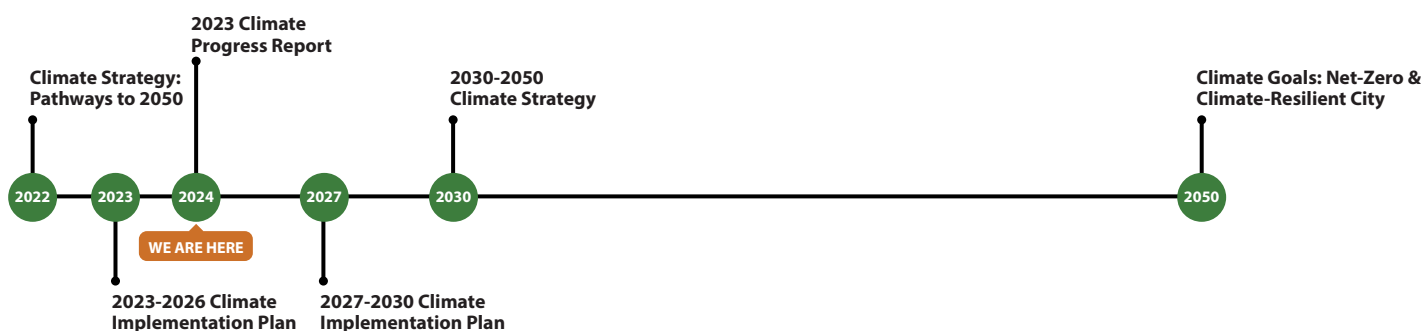 2023 Climate
Progress Report
Climate Strategy:
Pathways to 2050
2030-2050
Climate Strategy
Climate Goals: Net-Zero &
Climate-Resilient City
2022
2023
2024
2027
2030
2050
WE ARE HERE
2023-2026 Climate
Implementation Plan
2027-2030 Climate
Implementation Plan